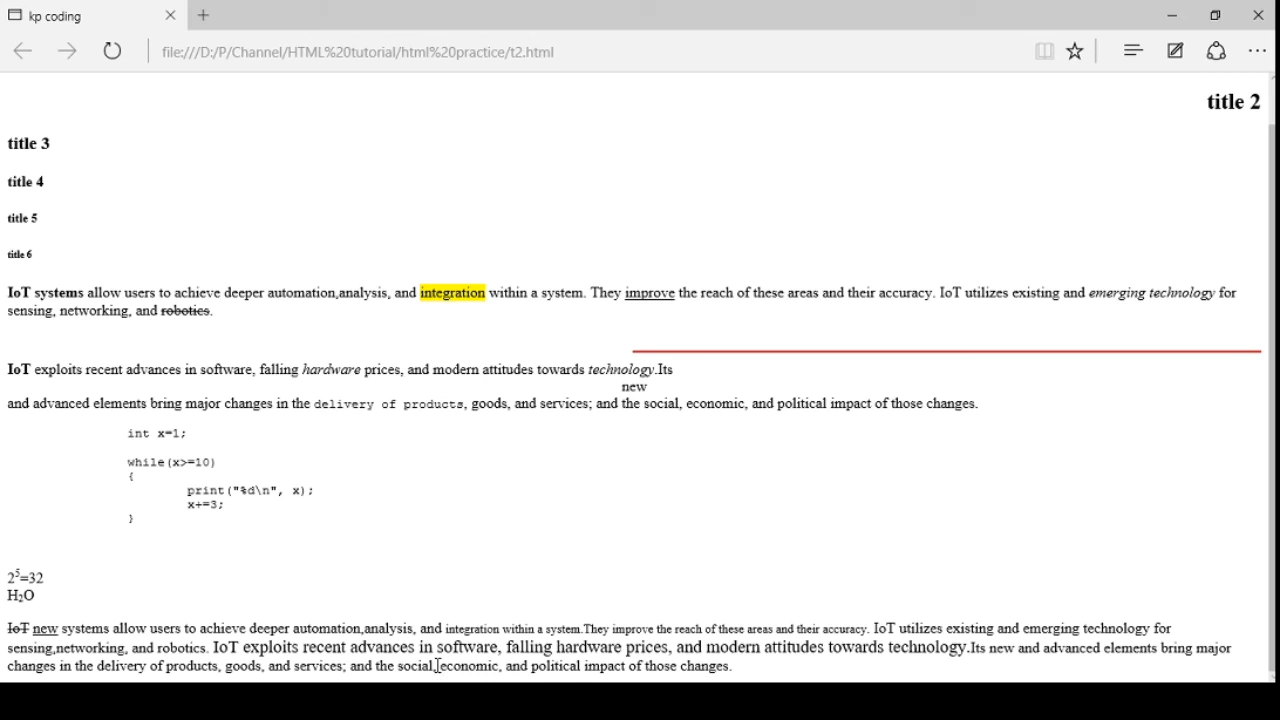 kp coding
file:///D:/P/Channel/HTML%20tutorial/html%20practice/t2.html
title 2
title 3
title 4
title 5
title 6
IoT systems allow users to achieve deeper automation,analysis, and integration within a system. They improve the reach of these areas and their accuracy. IoT utilizes existing and emerging technology for
sensing, networking, and robotics.
IoT exploits recent advances in software, falling hardware prices, and modern attitudes towards technology.Its
new
and advanced elements bring major changes in the delivery of products, goods, and services; and the social, economic, and political impact of those changes.
int x=1;
while(x>=10)
{
print("%d\n", x);
x+=3;
}
2⁵=32
H₂O
IoT new systems allow users to achieve deeper automation,analysis, and integration within a system.They improve the reach of these areas and their accuracy. IoT utilizes existing and emerging technology for
sensing,networking, and robotics. IoT exploits recent advances in software, falling hardware prices, and modern attitudes towards technology.Its new and advanced elements bring major
changes in the delivery of products, goods, and services; and the social,economic, and political impact of those changes.